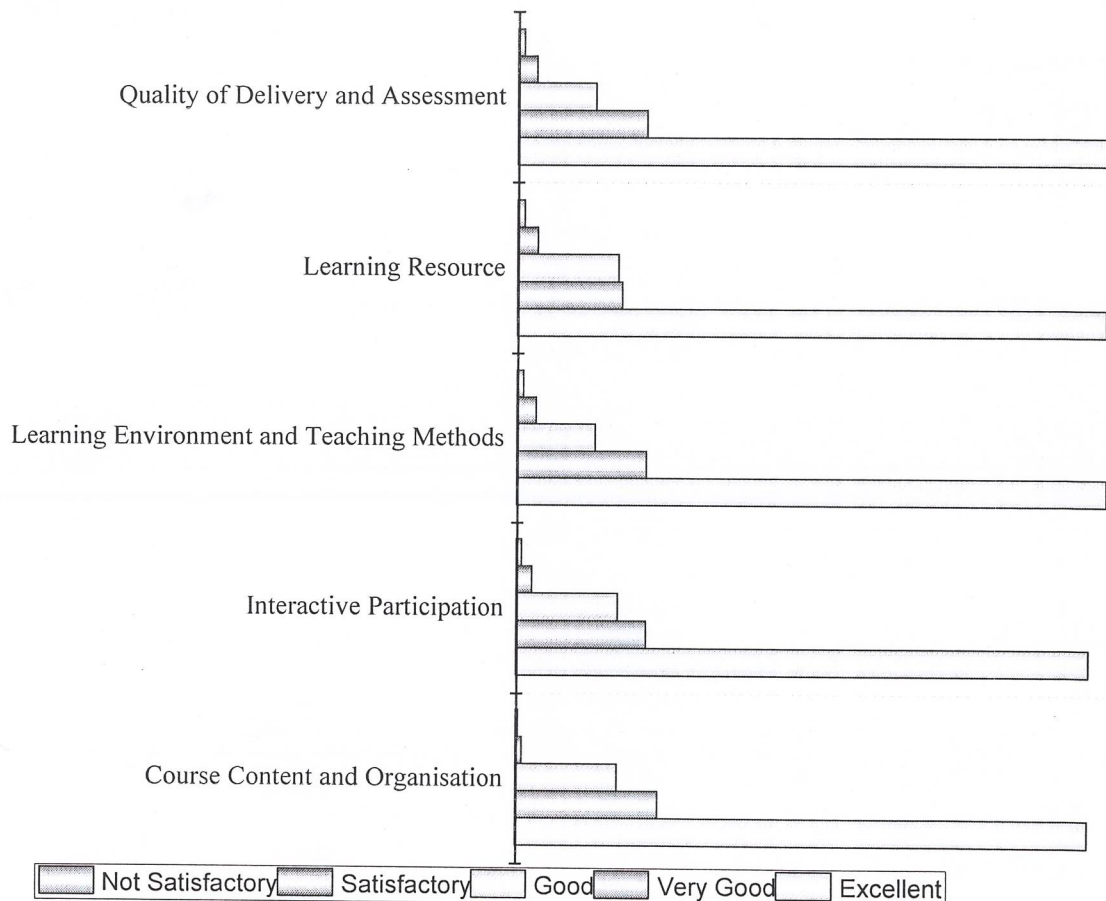 Quality of Delivery and Assessment
Learning Resource
Learning Environment and Teaching Methods
Interactive Participation
Course Content and Organisation
Not Satisfactory Satisfactory Good Very Good Excellent